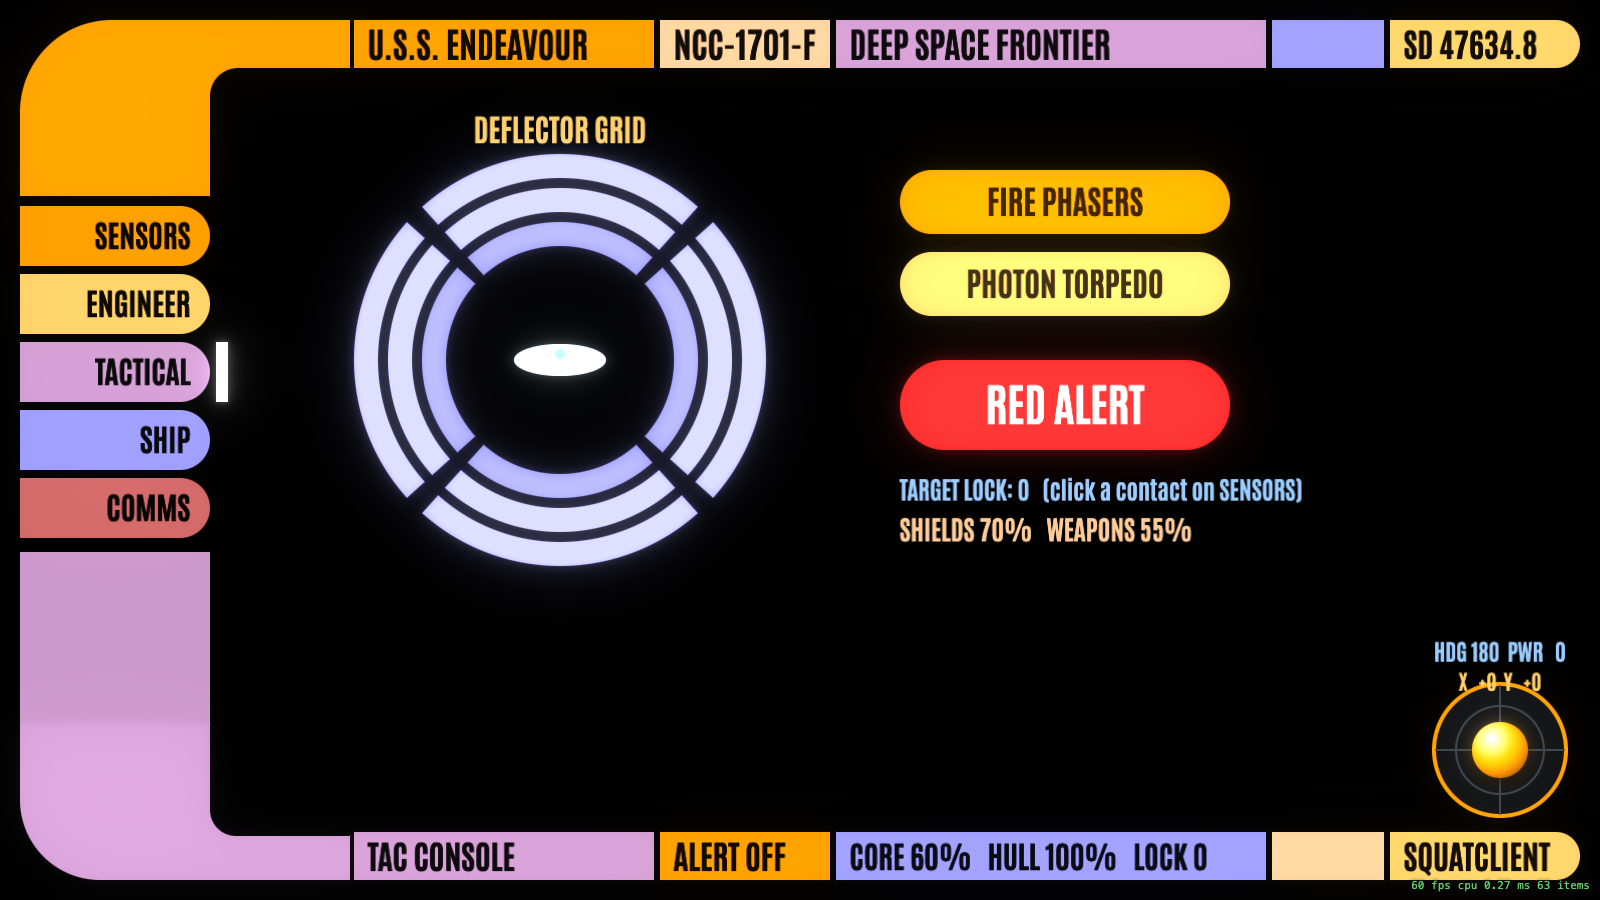 U.S.S. ENDEAVOUR
NCC-1701-F
DEEP SPACE FRONTIER
SD 47634.8
DEFLECTOR GRID
SENSORS
ENGINEER
TACTICAL
SHIP
COMMS
FIRE PHASERS
PHOTON TORPEDO
RED ALERT
TARGET LOCK: 0 (click a contact on SENSORS)
SHIELDS 70% WEAPONS 55%
HDG 180 PWR 0
X +0 Y +0
TAC CONSOLE
ALERT OFF
CORE 60% HULL 100% LOCK 0
SQUATCLIENT
60 fps cpu 0.27 ms 63 items